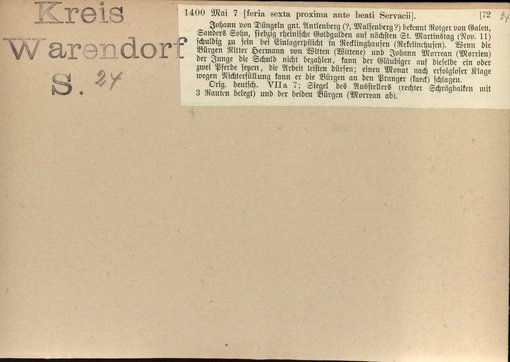 Kreis
Warendorf
S. 24
1400 Mai 7 [feria sexta proxima ante beati Servacii]. [72
Johann von Düngeln gnt. Antlenberg (?, Malsenberg?) bekennt Rotger von Galen,
Sanders Sohn, siebzig rheinische Goldgulden auf nächsten St. Martinstag (Nov. 11)
schuldig zu sein bei Einlagerpflicht in Recklinghausen (Rekelinchusen). Wenn die
Bürgen Ritter Hermann von Witten (Wittene) und Johann Morrean (Morrien)
der Junge die Schuld nicht bezahlen, kann der Gläubiger auf dieselbe ein oder
zwei Pferde setzen, die Arbeit leisten dürfen; einen Monat nach erfolgloser Klage
wegen Nichterfüllung kann er die Bürgen an den Pranger (kaeck) schlagen.
Orig. deutsch. VII a 7; Siegel des Ausstellers (rechter Schrägbalken mit
3 Rauten belegt) und der beiden Bürgen (Morrean ab).